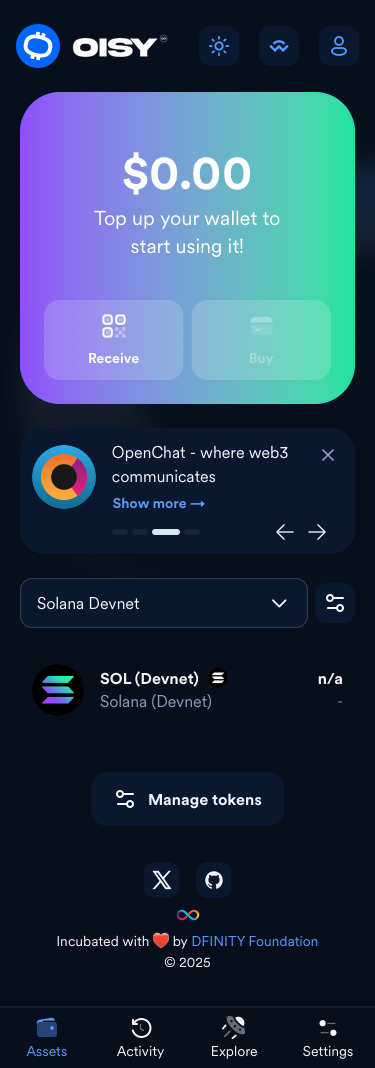 OISY
$0.00
Top up your wallet to
start using it!
Receive
Buy
OpenChat - where web3
communicates
Show more →
Solana Devnet
SOL (Devnet)
n/a
Solana (Devnet)
-
Manage tokens
Incubated with ❤️ by DFINITY Foundation
© 2025
Assets
Activity
Explore
Settings